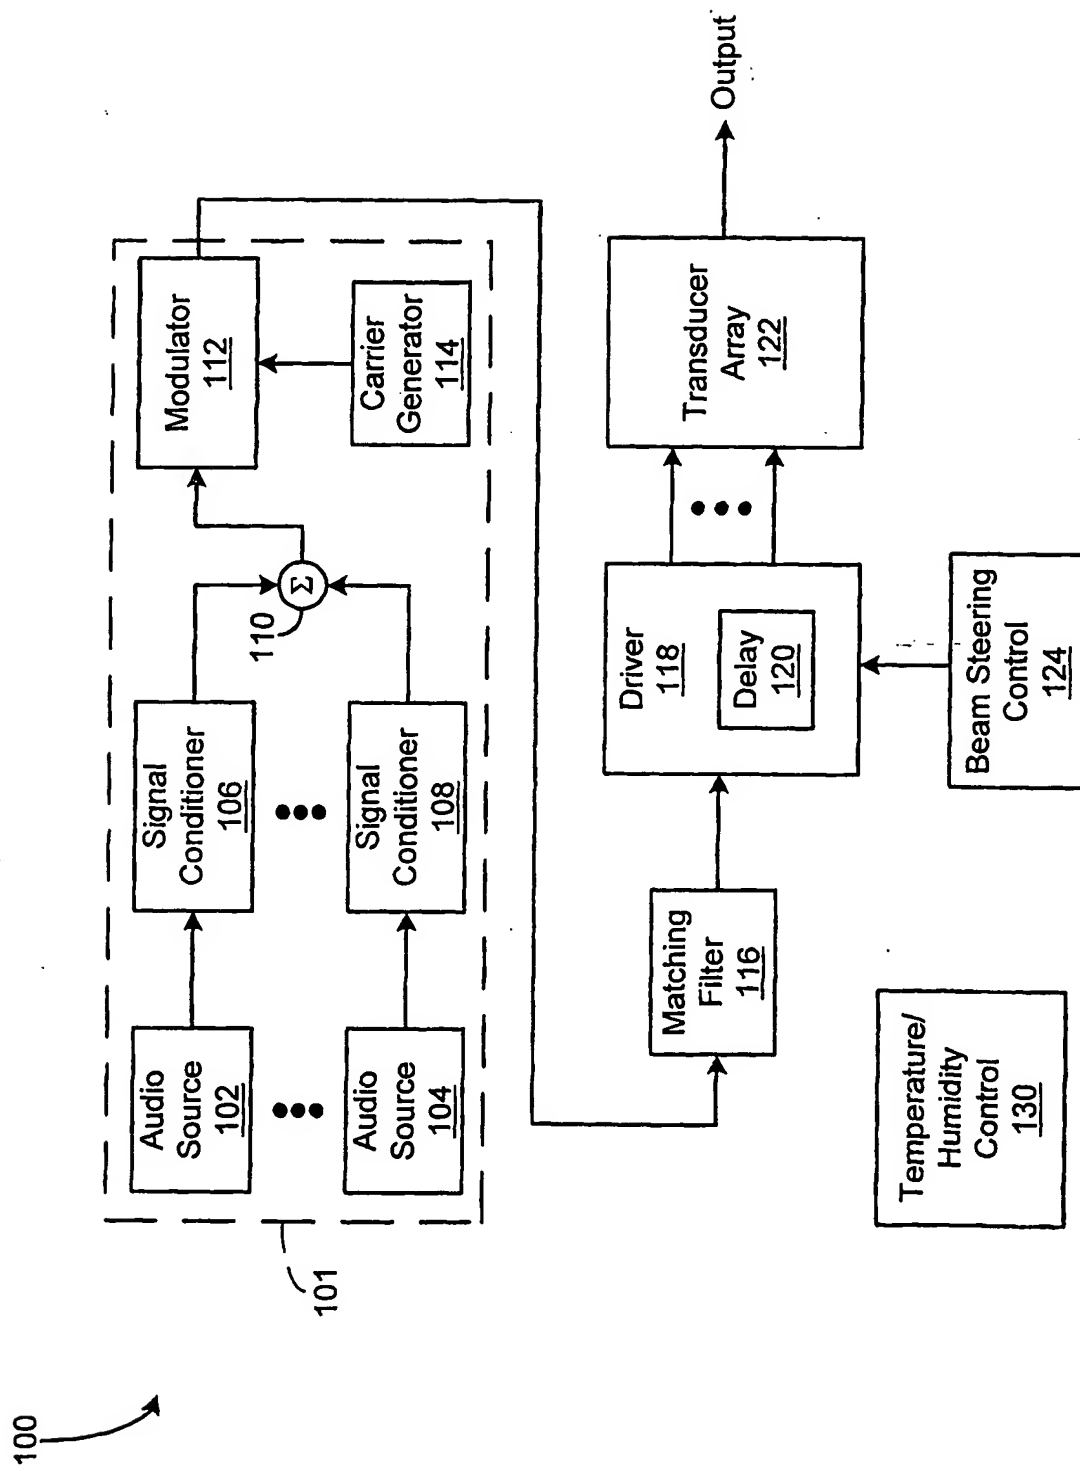 100
101
Audio
Source
102
Audio
Source
104
Signal
Conditioner
106
Signal
Conditioner
108
110
Σ
Modulator
112
Carrier
Generator
114
Matching
Filter
116
Driver
118
Delay
120
Transducer
Array
122
Output
Beam Steering
Control
124
Temperature/
Humidity
Control
130